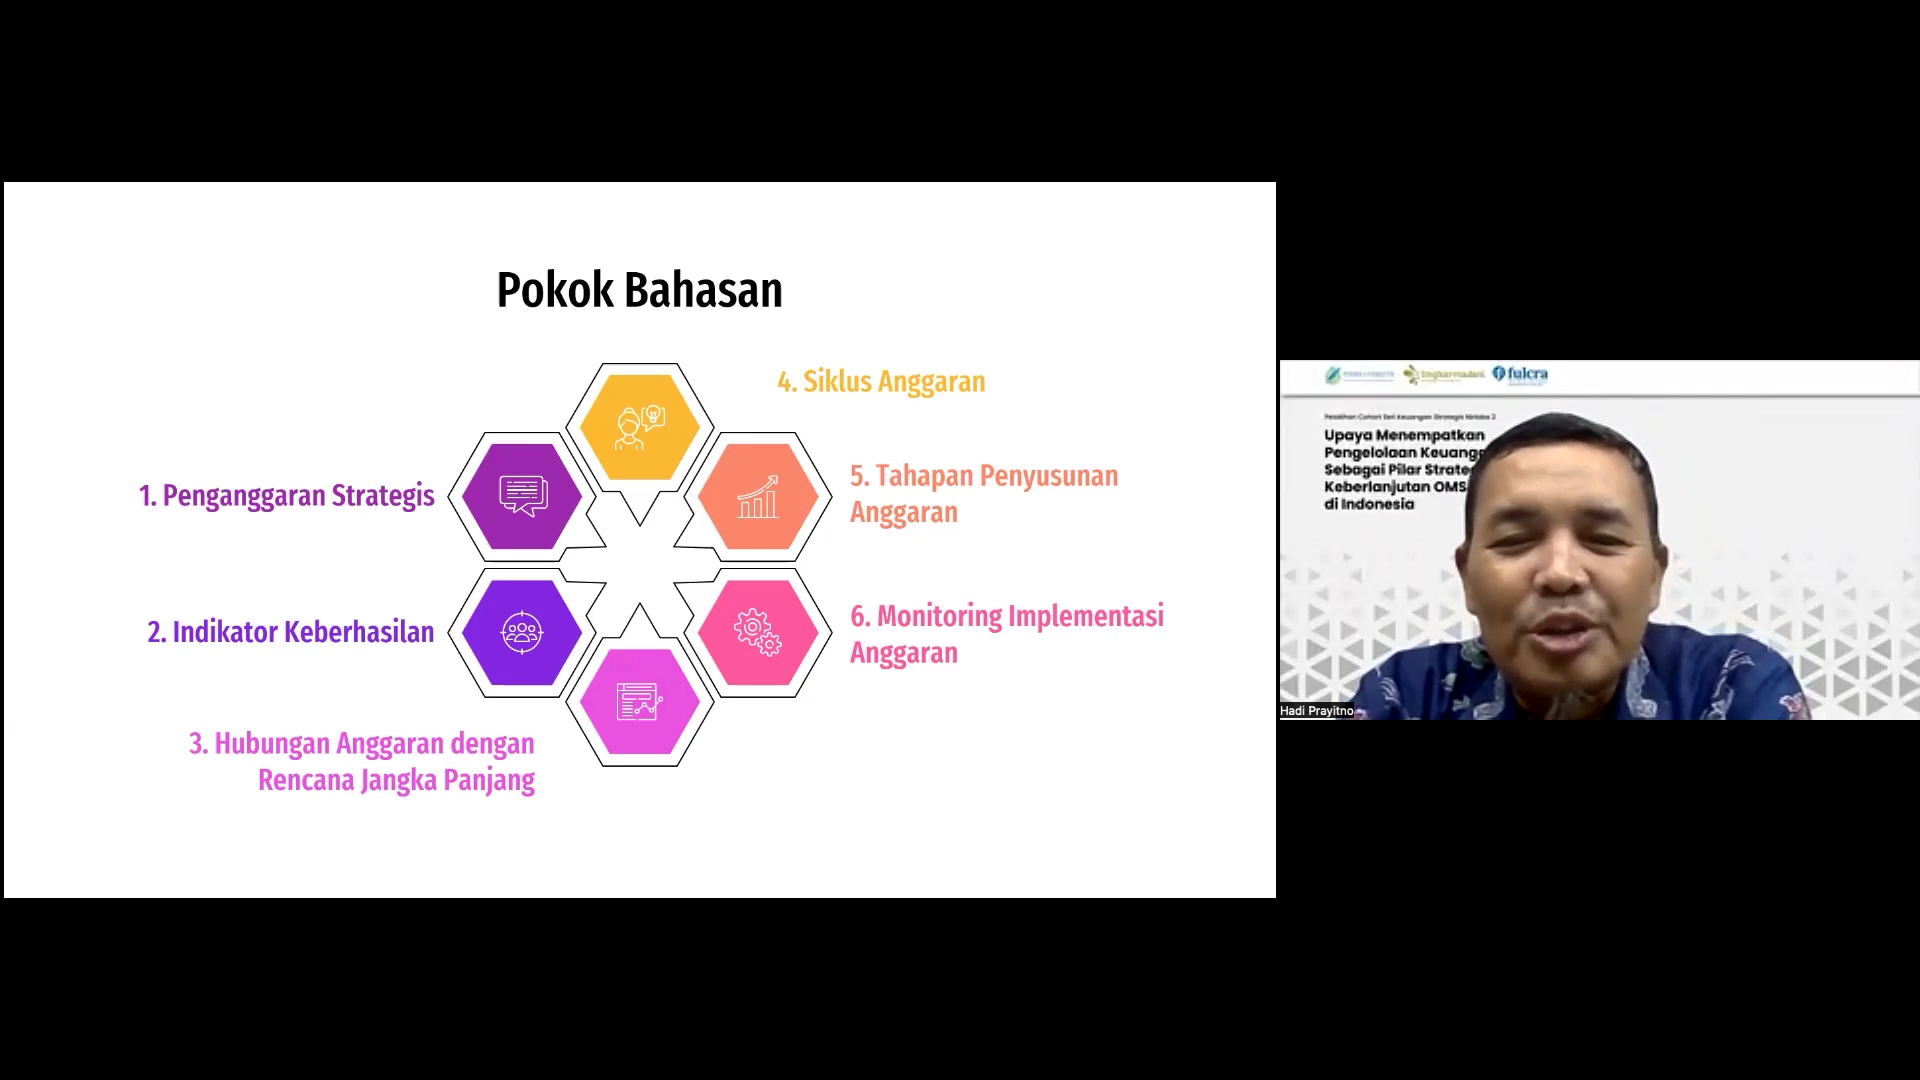 Pokok Bahasan
4. Siklus Anggaran
1. Penganggaran Strategis
5. Tahapan Penyusunan
Anggaran
2. Indikator Keberhasilan
6. Monitoring Implementasi
Anggaran
3. Hubungan Anggaran dengan
Rencana Jangka Panjang
lingkarmadani
fulcra
Pelatihan Cohort Seri Keuangan Strategis Nirlaba 2
Upaya Menempatkan
Pengelolaan Keuang
Sebagai Pilar Strate
Keberlanjutan OMS
di Indonesia
Hadi Prayitno